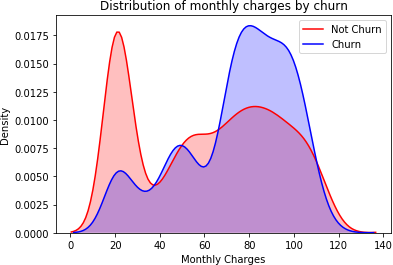 Distribution of monthly charges by churn
Not Churn
Churn
Density
0.0175
0.0150
0.0125
0.0100
0.0075
0.0050
0.0025
0.0000
0 20 40 60 80 100 120 140
Monthly Charges